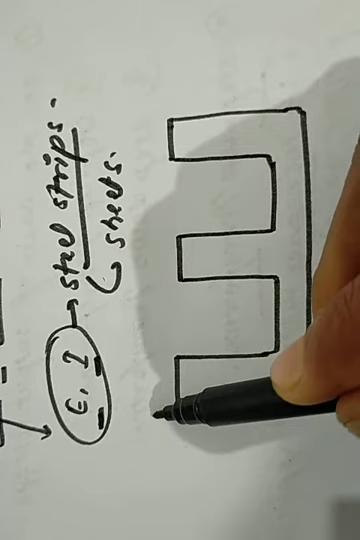 E, I → steel strips.
sheets.